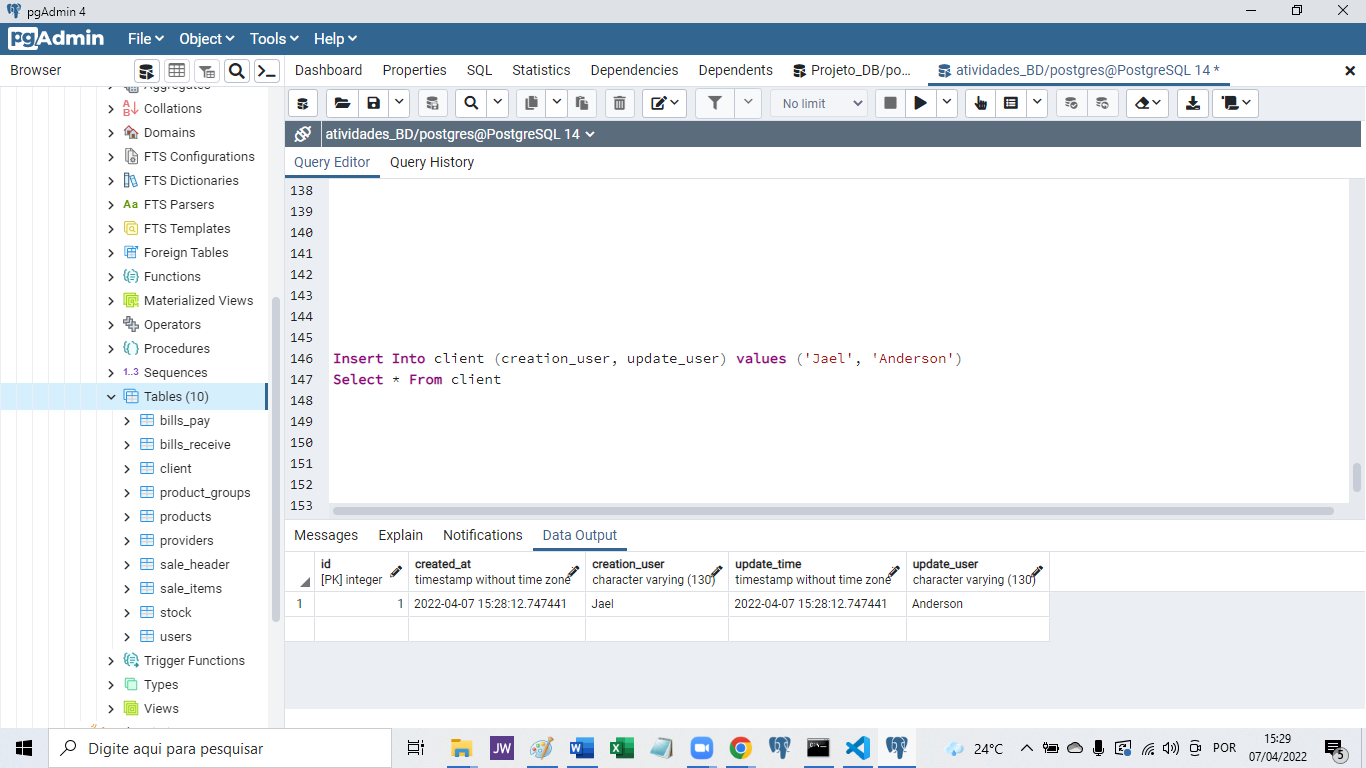 pgAdmin 4
pgAdmin File Object Tools Help
Browser
Dashboard Properties SQL Statistics Dependencies Dependents Projeto_DB/po... atividades_BD/postgres@PostgreSQL 14 *
No limit
atividades_BD/postgres@PostgreSQL 14
Query Editor Query History
Aggregates
Collations
Domains
FTS Configurations
FTS Dictionaries
FTS Parsers
FTS Templates
Foreign Tables
Functions
Materialized Views
Operators
Procedures
Sequences
Tables (10)
bills_pay
bills_receive
client
product_groups
products
providers
sale_header
sale_items
stock
users
Trigger Functions
Types
Views
138
139
140
141
142
143
144
145
146 Insert Into client (creation_user, update_user) values ('Jael', 'Anderson')
147 Select * From client
148
149
150
151
152
153
Messages Explain Notifications Data Output
id created_at creation_user update_time update_user
[PK] integer timestamp without time zone character varying (130) timestamp without time zone character varying (130)
1 1 2022-04-07 15:28:12.747441 Jael 2022-04-07 15:28:12.747441 Anderson
Digite aqui para pesquisar
JW
24°C
POR
15:29
07/04/2022
5